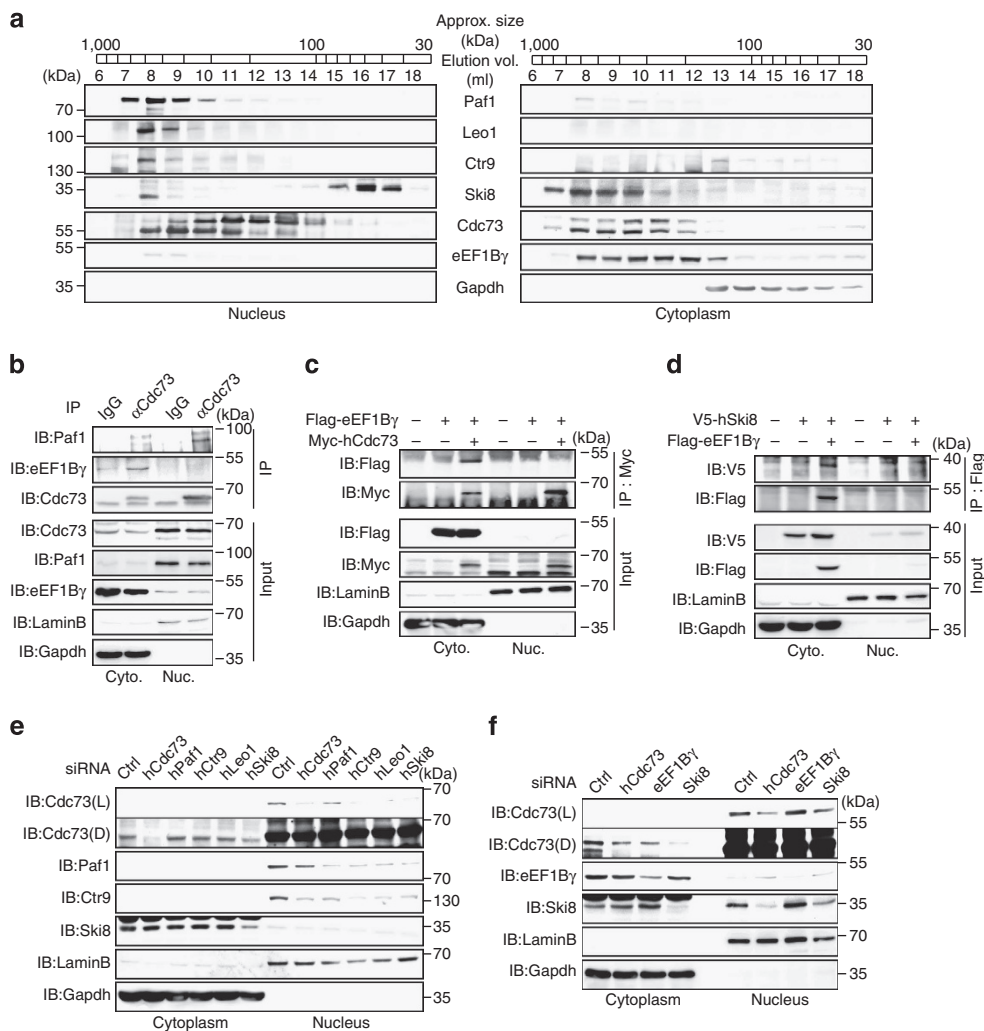 a
Approx. size
(kDa)
1,000 100 30
1,000 100 30
Elution vol.
(ml)
(kDa) 6 7 8 9 10 11 12 13 14 15 16 17 18
6 7 8 9 10 11 12 13 14 15 16 17 18
70
Paf1
100
Leo1
130
Ctr9
35
Ski8
55
Cdc73
55
eEF1Bγ
35
Gapdh
Nucleus
Cytoplasm
b
IP
IgG
αCdc73
IgG
αCdc73
(kDa)
IB:Paf1
100
IB:eEF1Bγ
55
IB:Cdc73
70
IP
IB:Cdc73
70
IB:Paf1
100
IB:eEF1Bγ
55
IB:LaminB
70
IB:Gapdh
35
Input
Cyto. Nuc.
c
Flag-eEF1Bγ – + + – + +
Myc-hCdc73 – – + – – + (kDa)
IB:Flag
55
IB:Myc
70
IP : Myc
IB:Flag
55
IB:Myc
70
IB:LaminB
70
IB:Gapdh
35
Input
Cyto. Nuc.
d
V5-hSki8 – + + – + +
Flag-eEF1Bγ – – + – – + (kDa)
IB:V5
40
IB:Flag
55
IP : Flag
IB:V5
40
IB:Flag
55
IB:LaminB
70
IB:Gapdh
35
Input
Cyto. Nuc.
e
siRNA
Ctrl
hCdc73
hPaf1
hCtr9
hLeo1
hSki8
Ctrl
hCdc73
hPaf1
hCtr9
hLeo1
hSki8
(kDa)
IB:Cdc73(L)
70
IB:Cdc73(D)
70
IB:Paf1
70
IB:Ctr9
130
IB:Ski8
35
IB:LaminB
70
IB:Gapdh
35
Cytoplasm Nucleus
f
siRNA
Ctrl
hCdc73
eEF1Bγ
Ski8
Ctrl
hCdc73
eEF1Bγ
Ski8
(kDa)
IB:Cdc73(L)
55
IB:Cdc73(D)
55
IB:eEF1Bγ
55
IB:Ski8
35
IB:LaminB
70
IB:Gapdh
35
Cytoplasm Nucleus